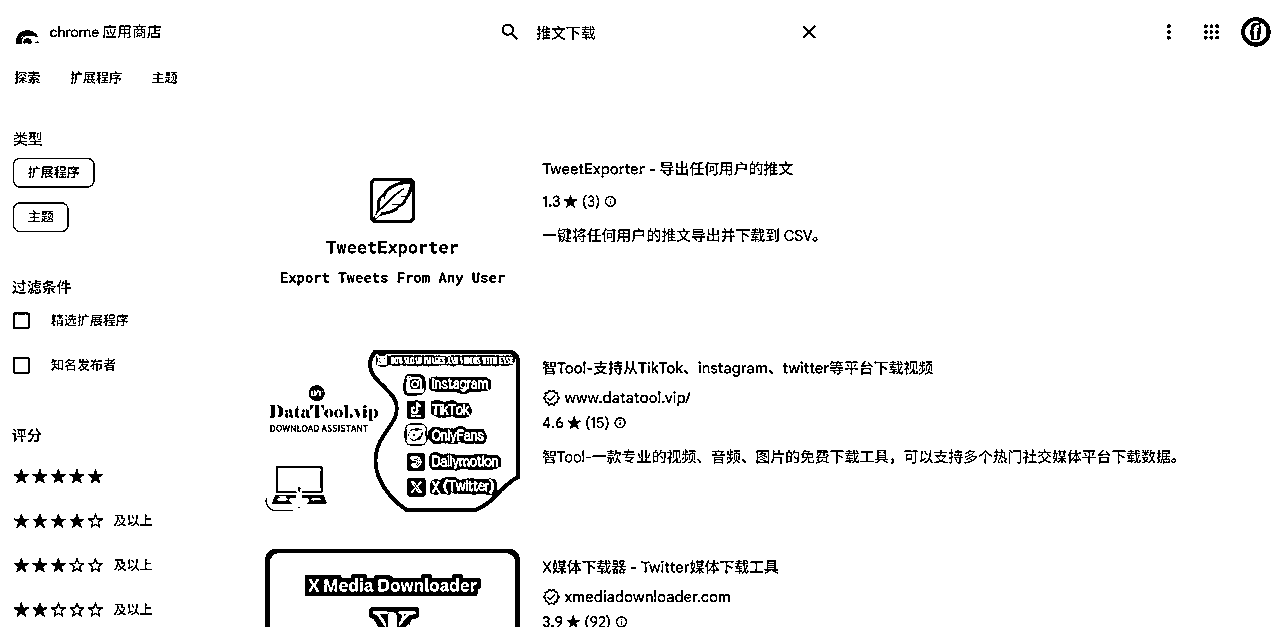 chrome 应用商店
推文下载
探索 扩展程序 主题
类型
扩展程序
主题
过滤条件
精选扩展程序
知名发布者
评分
★★★★★
★★★★☆ 及以上
★★★☆☆ 及以上
★★☆☆☆ 及以上
TweetExporter
Export Tweets From Any User
TweetExporter - 导出任何用户的推文
1.3 ★ (3)
一键将任何用户的推文导出并下载到 CSV。
DataTool.vip
DOWNLOAD ASSISTANT
Instagram
TikTok
OnlyFans
Dailymotion
X (Twitter)
智Tool-支持从TikTok、instagram、twitter等平台下载视频
www.datatool.vip/
4.6 ★ (15)
智Tool-一款专业的视频、音频、图片的免费下载工具，可以支持多个热门社交媒体平台下载数据。
X Media Downloader
X媒体下载器 - Twitter媒体下载工具
xmediadownloader.com
3.9 ★ (92)